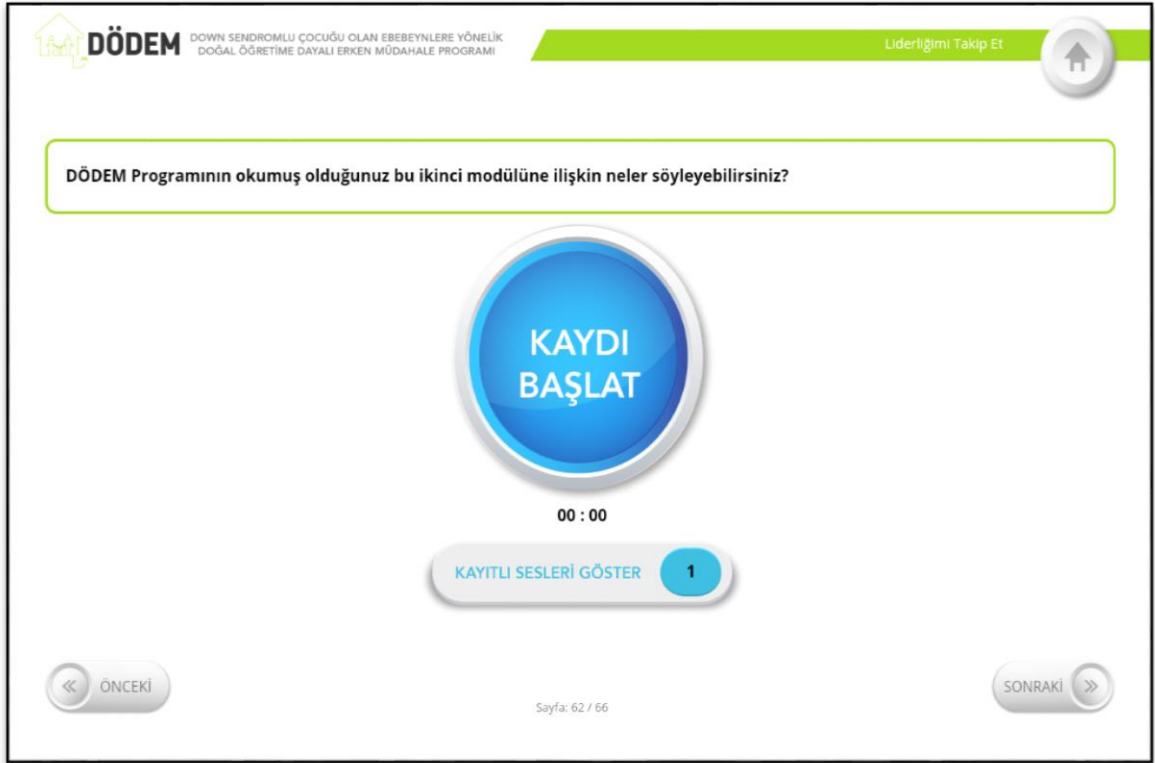 DÖDEM
DOWN SENDROMLU ÇOCUĞU OLAN EBEBEYNLERE YÖNELİK
DOĞAL ÖĞRETİME DAYALI ERKEN MÜDAHALE PROGRAMI
Liderliğimi Takip Et
DÖDEM Programının okumuş olduğunuz bu ikinci modülüne ilişkin neler söyleyebilirsiniz?
KAYDI
BAŞLAT
00 : 00
KAYITLI SESLERİ GÖSTER 1
ÖNCEKİ
SONRAKİ
Sayfa: 62 / 66